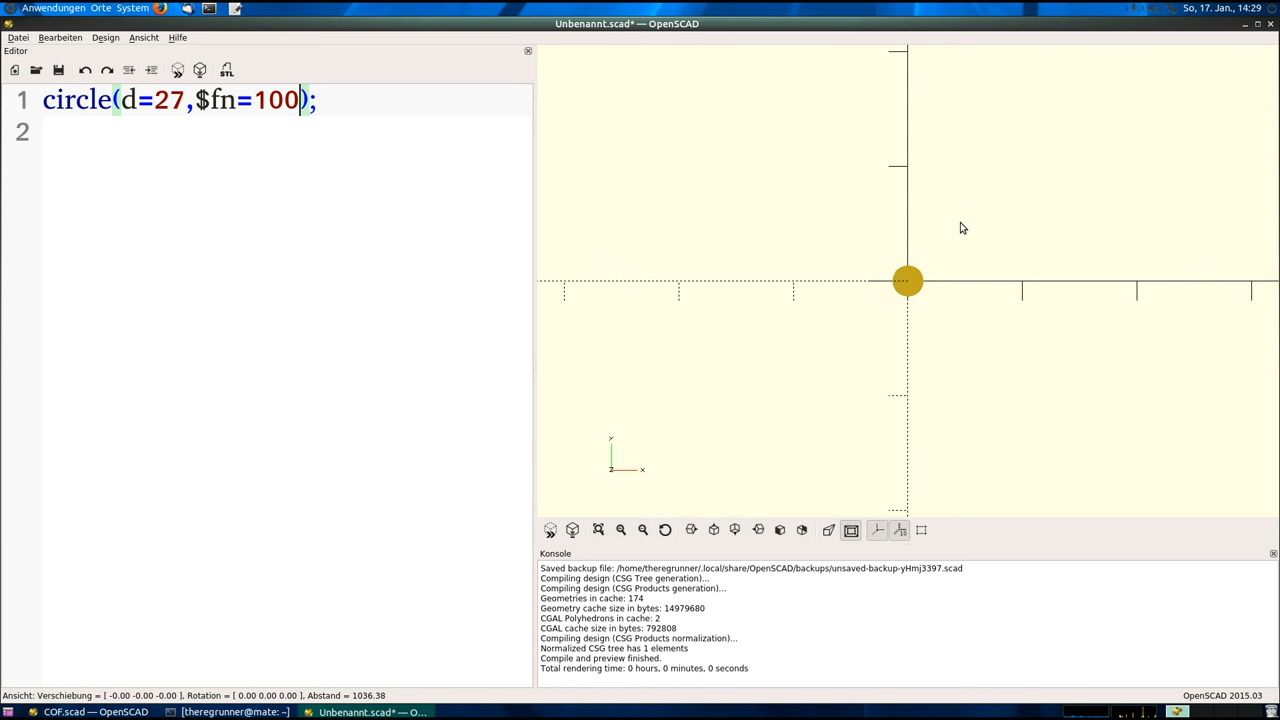 Anwendungen Orte System
So, 17. Jan., 14:29
Unbenannt.scad* — OpenSCAD
Datei Bearbeiten Design Ansicht Hilfe
Editor
STL
1 circle(d=27,$fn=100);
2
Y
Z X
10
Konsole
Saved backup file: /home/theregrunner/.local/share/OpenSCAD/backups/unsaved-backup-yHmj3397.scad
Compiling design (CSG Tree generation)...
Compiling design (CSG Products generation)...
Geometries in cache: 174
Geometry cache size in bytes: 14979680
CGAL Polyhedrons in cache: 2
CGAL cache size in bytes: 792808
Compiling design (CSG Products normalization)...
Normalized CSG tree has 1 elements
Compile and preview finished.
Total rendering time: 0 hours, 0 minutes, 0 seconds
Ansicht: Verschiebung = [ -0.00 -0.00 -0.00 ], Rotation = [ 0.00 0.00 0.00 ], Abstand = 1036.38
OpenSCAD 2015.03
COF.scad — OpenSCAD
[theregrunner@mate: ~]
Unbenannt.scad* — O...